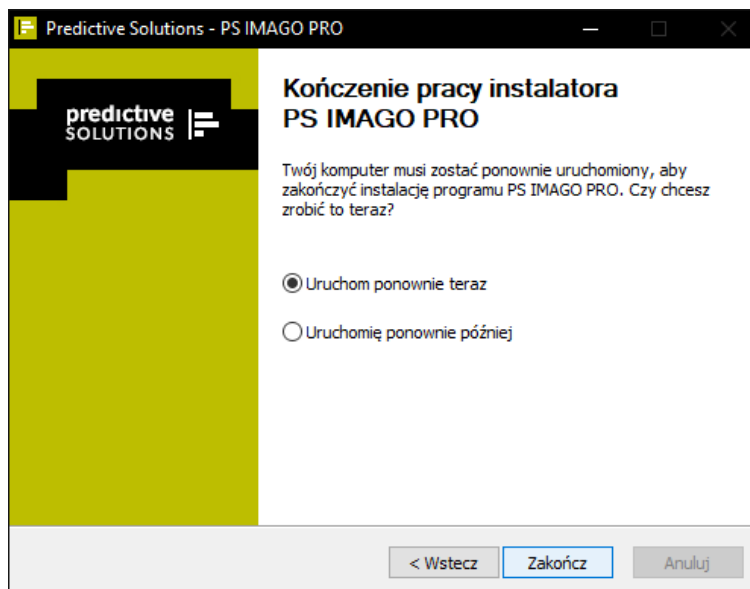 Predictive Solutions - PS IMAGO PRO
predictive
SOLUTIONS
Kończenie pracy instalatora
PS IMAGO PRO
Twój komputer musi zostać ponownie uruchomiony, aby
zakończyć instalację programu PS IMAGO PRO. Czy chcesz
zrobić to teraz?
Uruchom ponownie teraz
Uruchomię ponownie później
< Wstecz
Zakończ
Anuluj